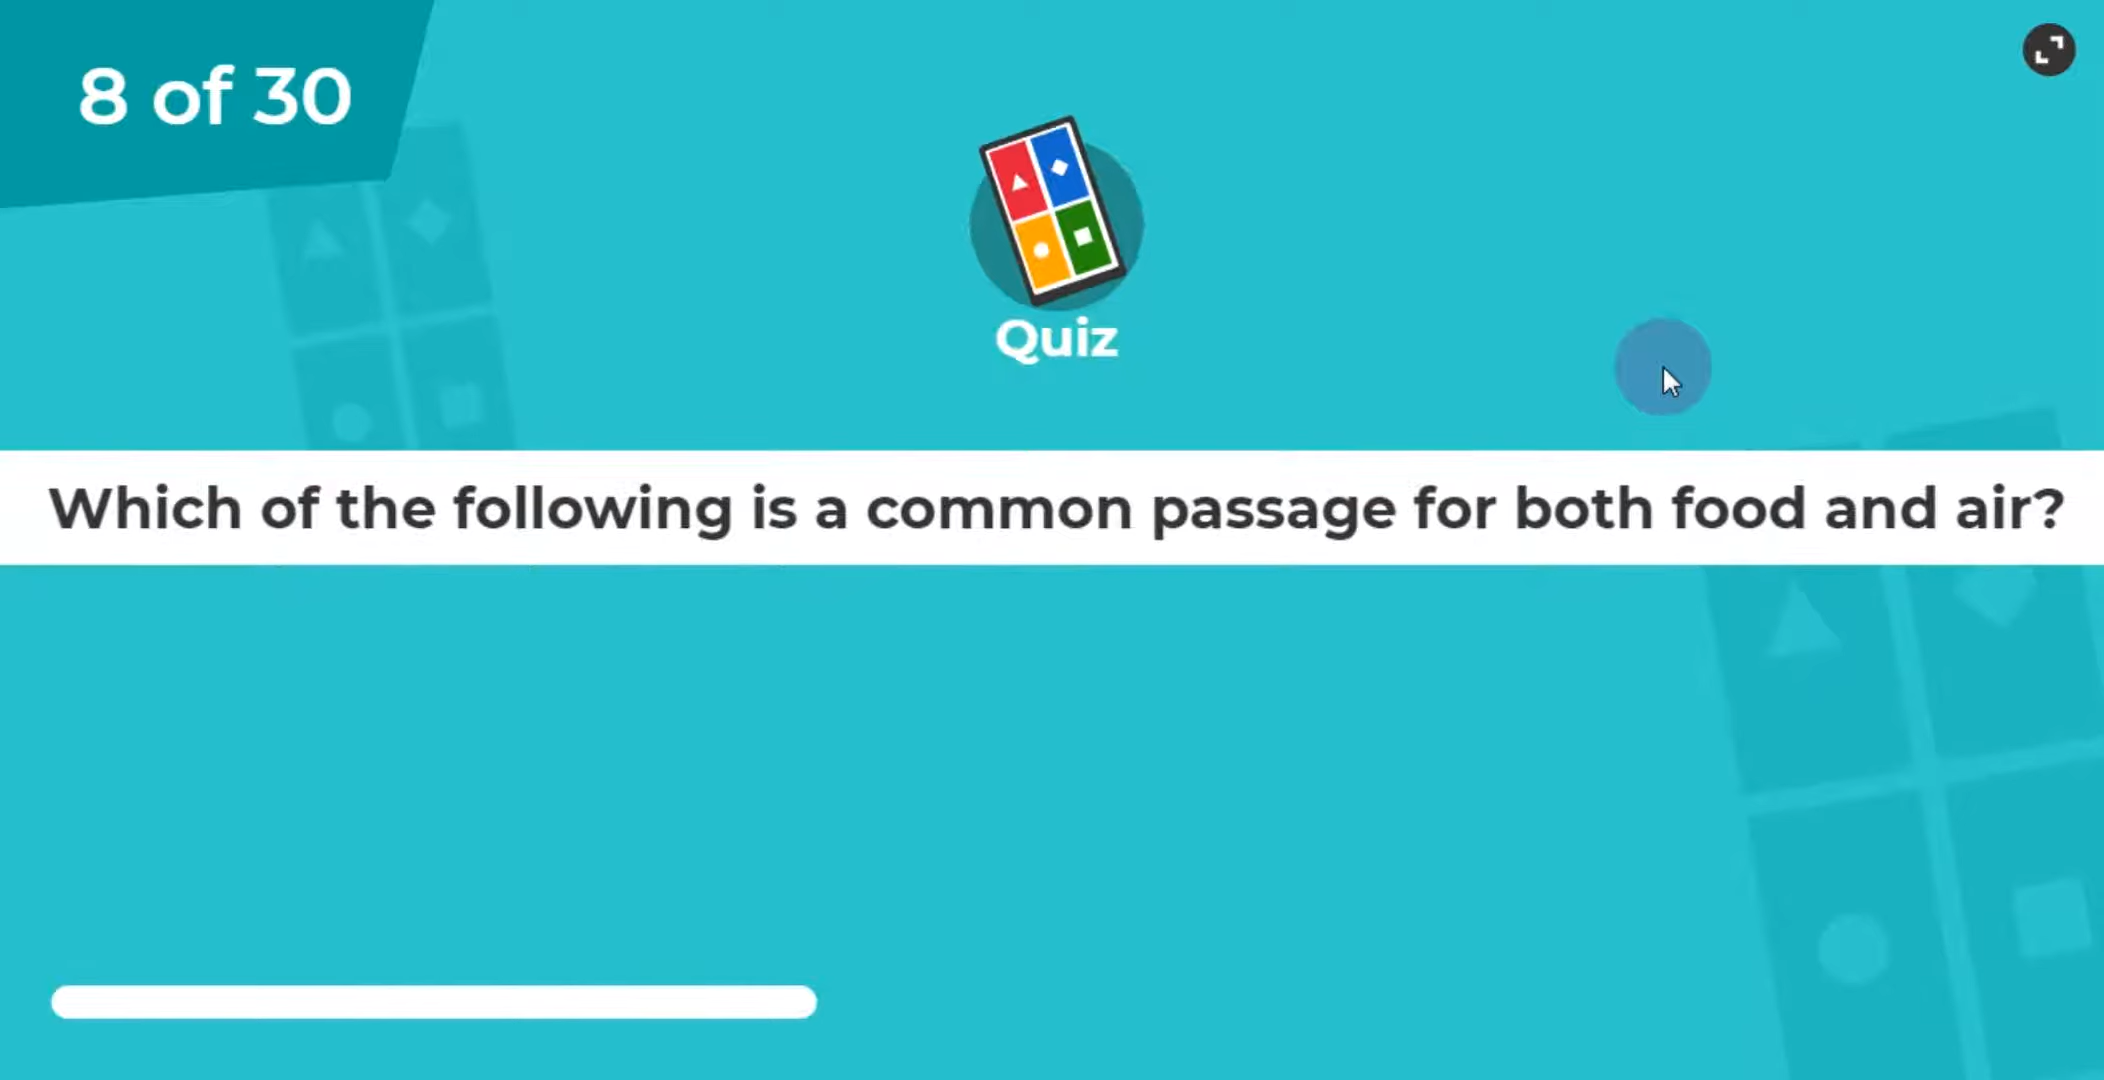 8 of 30
Quiz
Which of the following is a common passage for both food and air?